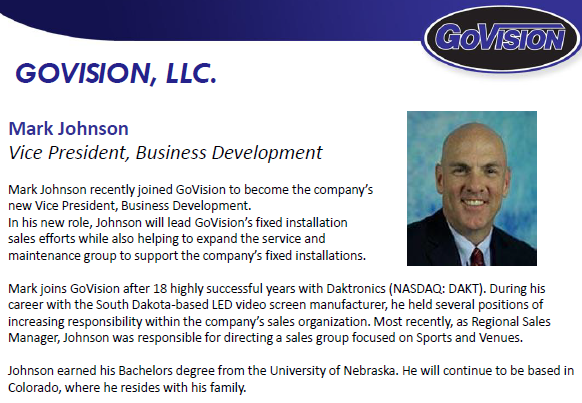 GoVision
GOVISION, LLC.
Mark Johnson
Vice President, Business Development
Mark Johnson recently joined GoVision to become the company's
new Vice President, Business Development.
In his new role, Johnson will lead GoVision's fixed installation
sales efforts while also helping to expand the service and
maintenance group to support the company's fixed installations.
Mark joins GoVision after 18 highly successful years with Daktronics (NASDAQ: DAKT). During his
career with the South Dakota-based LED video screen manufacturer, he held several positions of
increasing responsibility within the company's sales organization. Most recently, as Regional Sales
Manager, Johnson was responsible for directing a sales group focused on Sports and Venues.
Johnson earned his Bachelors degree from the University of Nebraska. He will continue to be based in
Colorado, where he resides with his family.